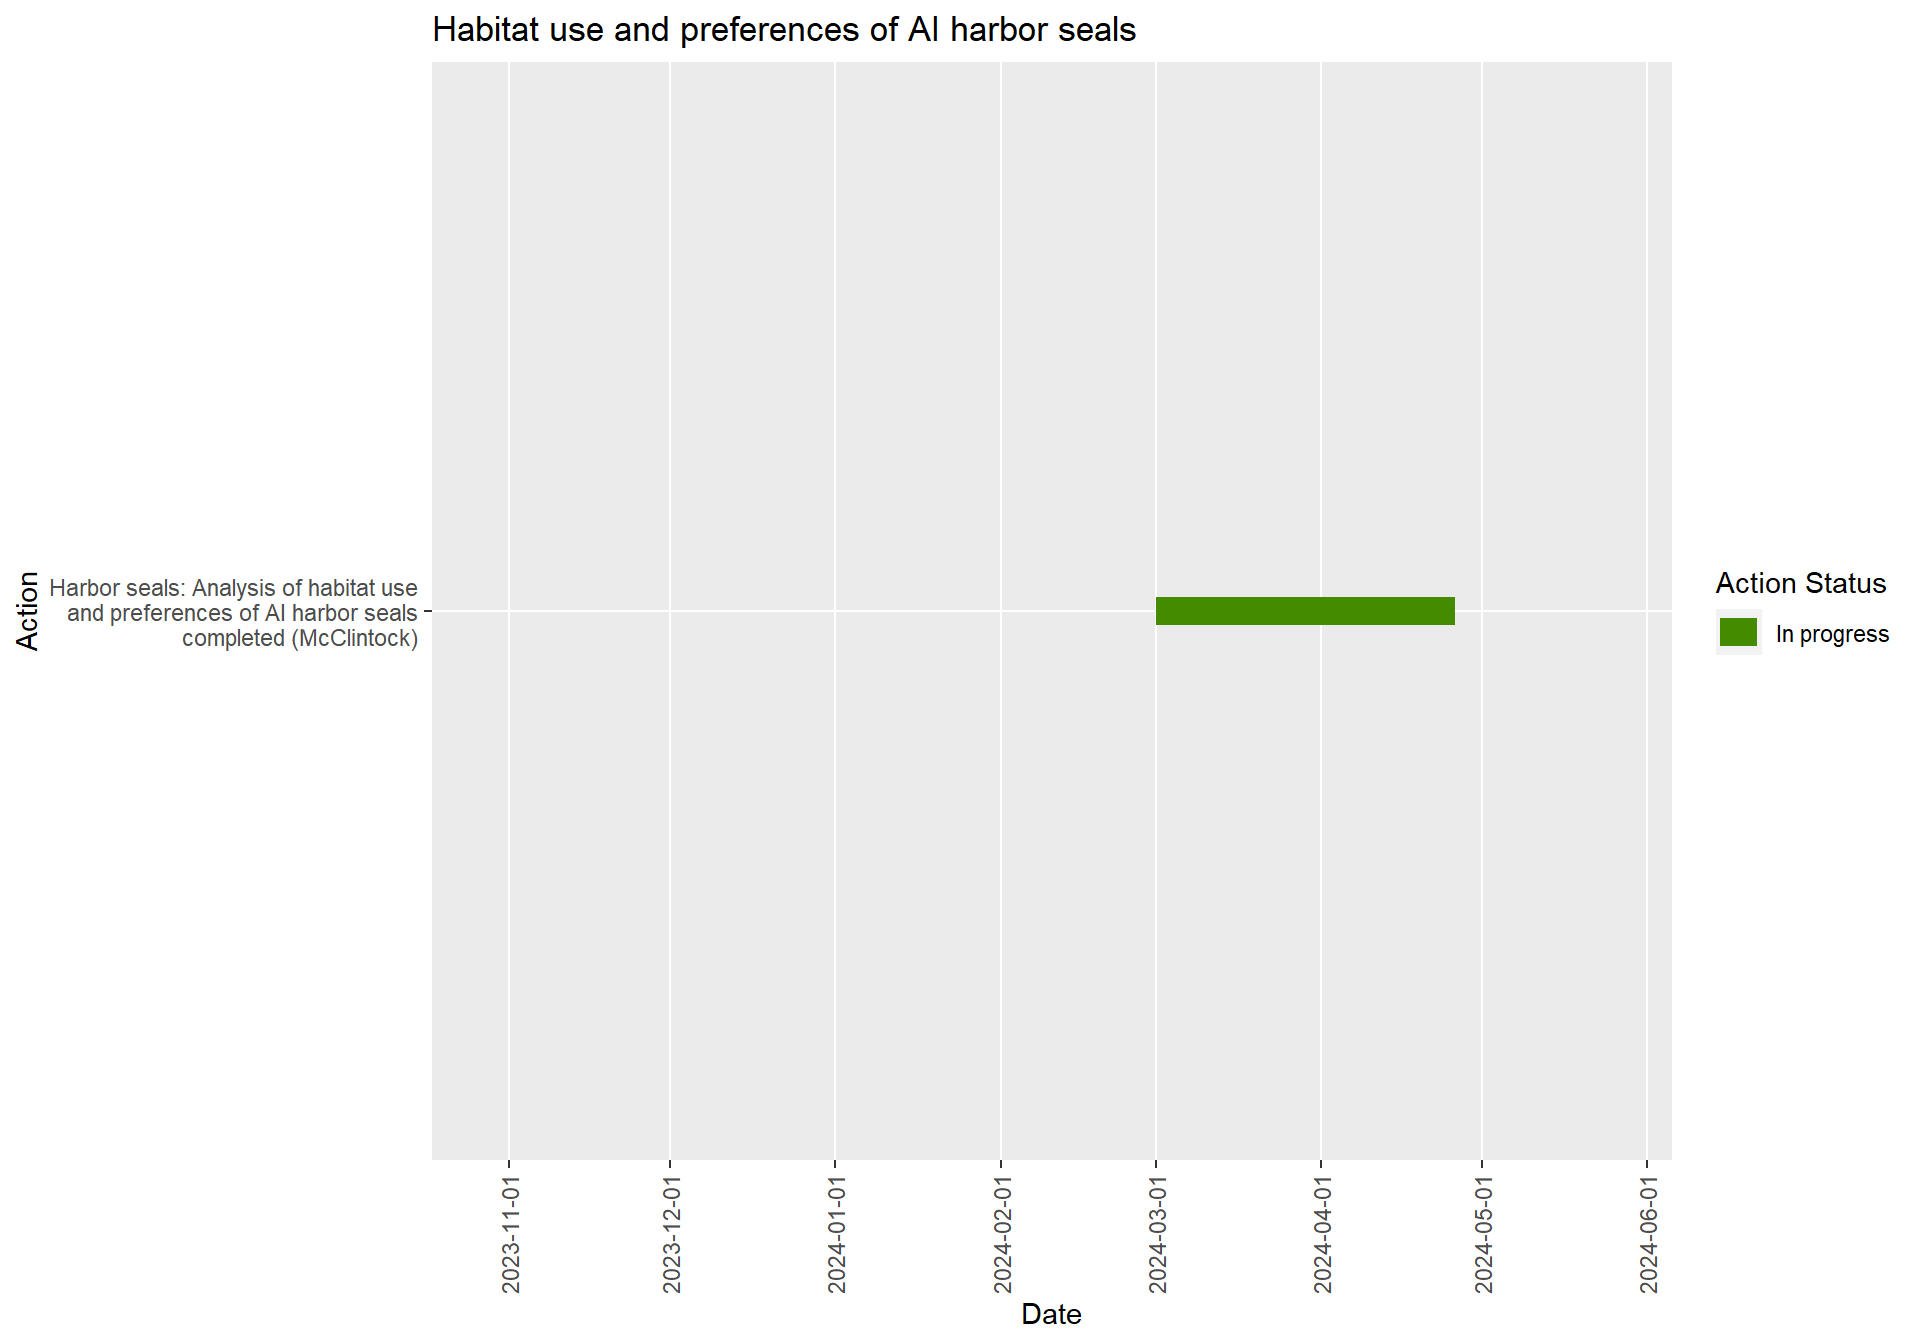 Habitat use and preferences of AI harbor seals
Action
Harbor seals: Analysis of habitat use
and preferences of AI harbor seals
completed (McClintock)
Action Status
In progress
2023-11-01
2023-12-01
2024-01-01
2024-02-01
2024-03-01
2024-04-01
2024-05-01
2024-06-01
Date